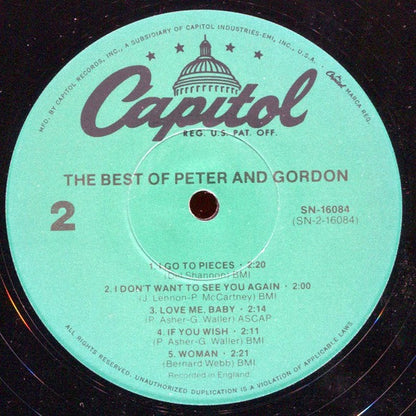 MFG. BY CAPITOL RECORDS, INC., A SUBSIDIARY OF CAPITOL INDUSTRIES-EMI, INC., U.S.A.
Capitol
MARCA REG.
Capitol
REG. U.S. PAT. OFF.
THE BEST OF PETER AND GORDON
2
SN-16084
(SN-2-16084)
1. I GO TO PIECES · 2:20
(Del Shannon) BMI
2. I DON'T WANT TO SEE YOU AGAIN · 2:00
(J. Lennon-P. McCartney) BMI
3. LOVE ME, BABY · 2:14
(P. Asher-G. Waller) ASCAP
4. IF YOU WISH · 2:11
(P. Asher-G. Waller) BMI
5. WOMAN · 2:21
(Bernard Webb) BMI
Recorded in England
ALL RIGHTS RESERVED. UNAUTHORIZED DUPLICATION IS A VIOLATION OF APPLICABLE LAWS.